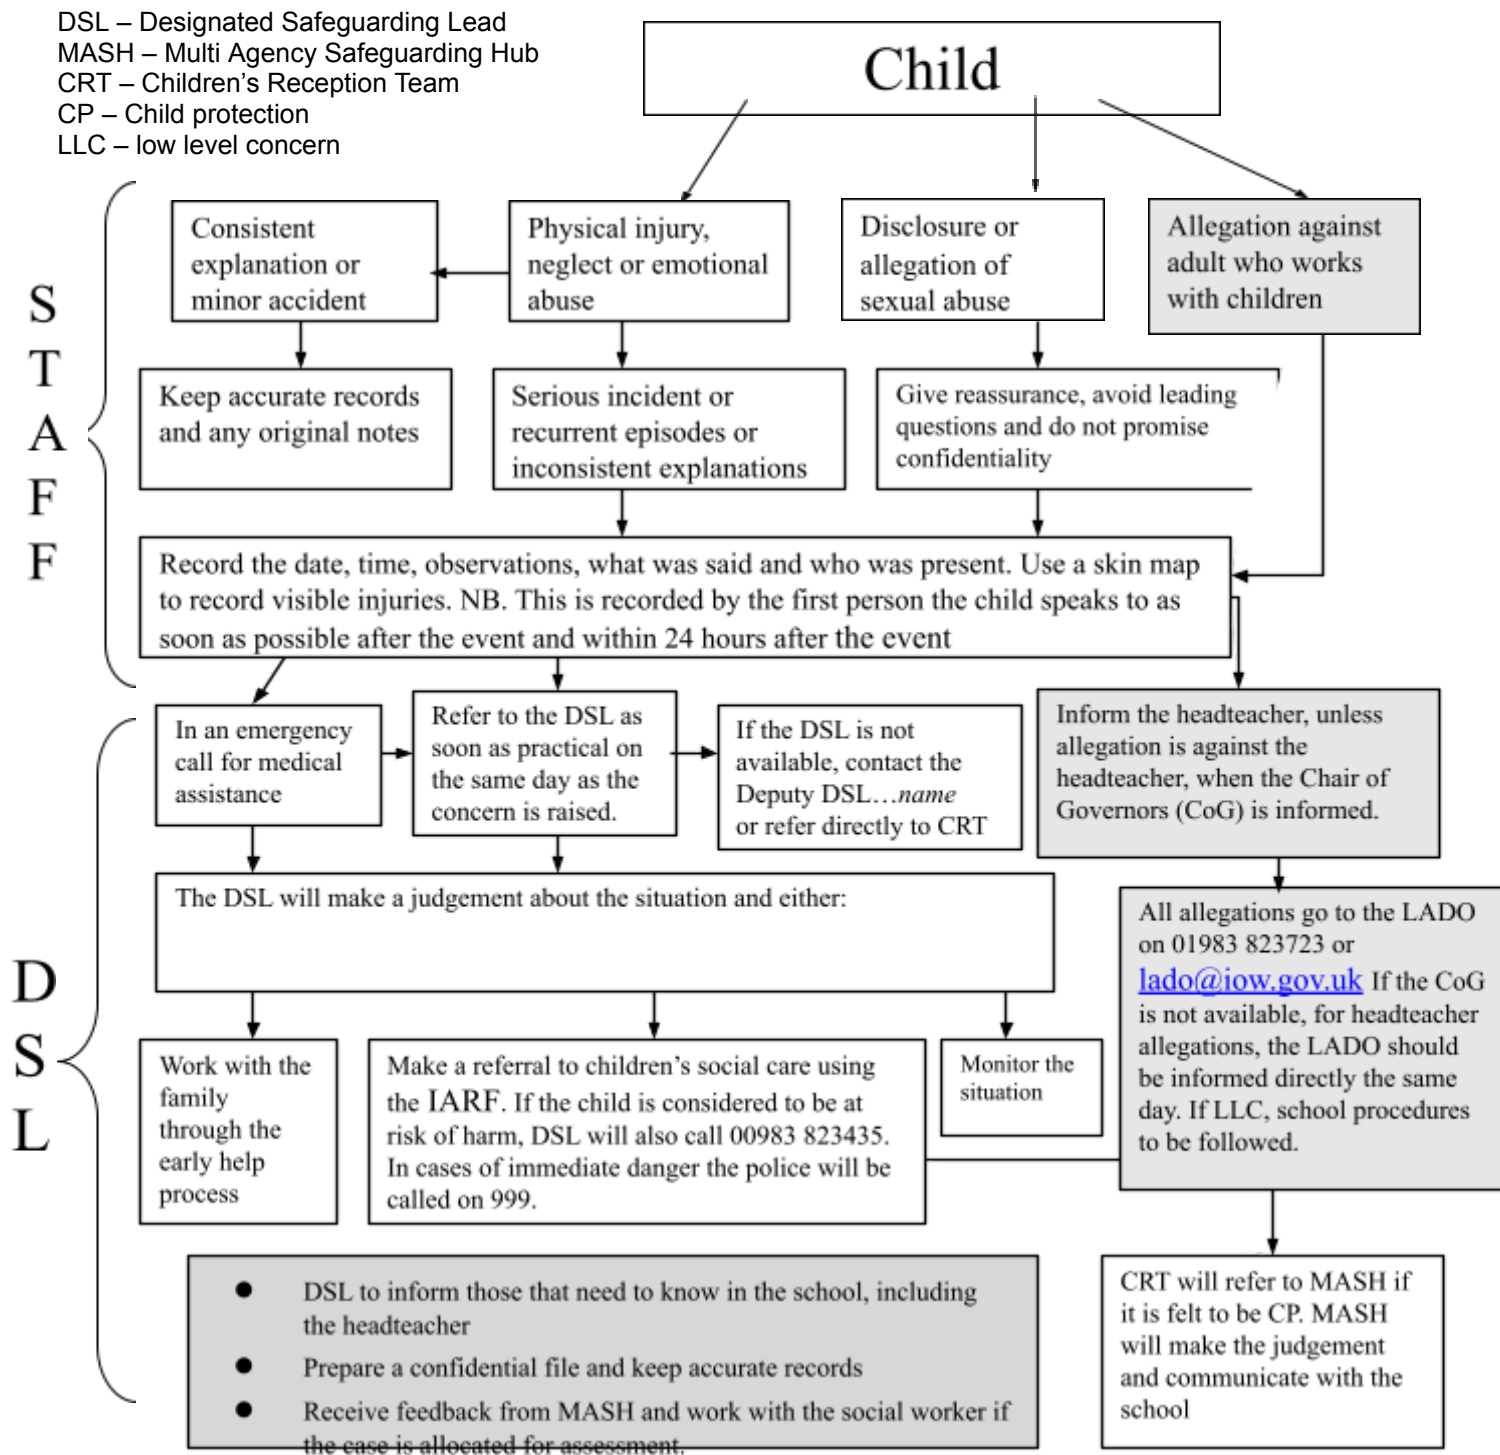 DSL – Designated Safeguarding Lead
MASH – Multi Agency Safeguarding Hub
CRT – Children's Reception Team
CP – Child protection
LLC – low level concern
Child
STAFF
Consistent
explanation or
minor accident
Physical injury,
neglect or emotional
abuse
Disclosure or
allegation of
sexual abuse
Allegation against
adult who works
with children
Keep accurate records
and any original notes
Serious incident or
recurrent episodes or
inconsistent explanations
Give reassurance, avoid leading
questions and do not promise
confidentiality
Record the date, time, observations, what was said and who was present. Use a skin map
to record visible injuries. NB. This is recorded by the first person the child speaks to as
soon as possible after the event and within 24 hours after the event
DSL
In an emergency
call for medical
assistance
Refer to the DSL as
soon as practical on
the same day as the
concern is raised.
If the DSL is not
available, contact the
Deputy DSL…name
or refer directly to CRT
Inform the headteacher, unless
allegation is against the
headteacher, when the Chair of
Governors (CoG) is informed.
The DSL will make a judgement about the situation and either:
All allegations go to the LADO
on 01983 823723 or
lado@iow.gov.uk If the CoG
is not available, for headteacher
allegations, the LADO should
be informed directly the same
day. If LLC, school procedures
to be followed.
Work with the
family
through the
early help
process
Make a referral to children's social care using
the IARF. If the child is considered to be at
risk of harm, DSL will also call 00983 823435.
In cases of immediate danger the police will be
called on 999.
Monitor the
situation
● DSL to inform those that need to know in the school, including
the headteacher
● Prepare a confidential file and keep accurate records
● Receive feedback from MASH and work with the social worker if
the case is allocated for assessment.
CRT will refer to MASH if
it is felt to be CP. MASH
will make the judgement
and communicate with the
school